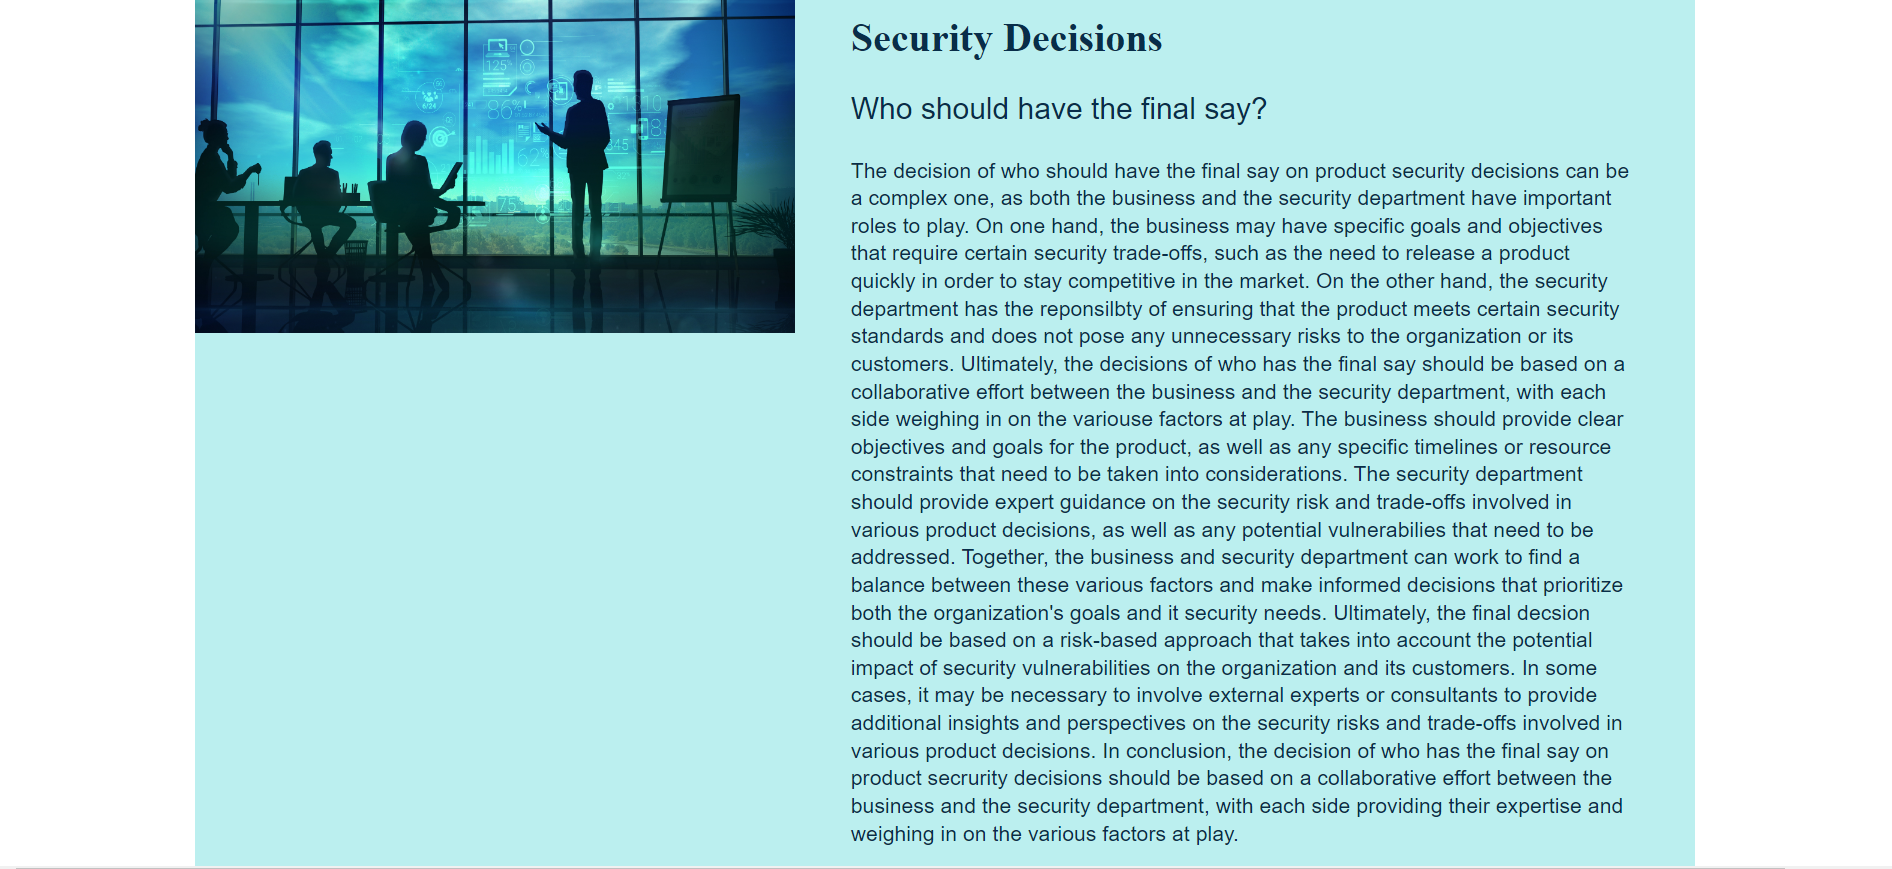 125%
86%
6/24
62%
75
1310
8
345
Security Decisions
Who should have the final say?
The decision of who should have the final say on product security decisions can be
a complex one, as both the business and the security department have important
roles to play. On one hand, the business may have specific goals and objectives
that require certain security trade-offs, such as the need to release a product
quickly in order to stay competitive in the market. On the other hand, the security
department has the reponsilbty of ensuring that the product meets certain security
standards and does not pose any unnecessary risks to the organization or its
customers. Ultimately, the decisions of who has the final say should be based on a
collaborative effort between the business and the security department, with each
side weighing in on the variouse factors at play. The business should provide clear
objectives and goals for the product, as well as any specific timelines or resource
constraints that need to be taken into considerations. The security department
should provide expert guidance on the security risk and trade-offs involved in
various product decisions, as well as any potential vulnerabilies that need to be
addressed. Together, the business and security department can work to find a
balance between these various factors and make informed decisions that prioritize
both the organization's goals and it security needs. Ultimately, the final decsion
should be based on a risk-based approach that takes into account the potential
impact of security vulnerabilities on the organization and its customers. In some
cases, it may be necessary to involve external experts or consultants to provide
additional insights and perspectives on the security risks and trade-offs involved in
various product decisions. In conclusion, the decision of who has the final say on
product secrurity decisions should be based on a collaborative effort between the
business and the security department, with each side providing their expertise and
weighing in on the various factors at play.